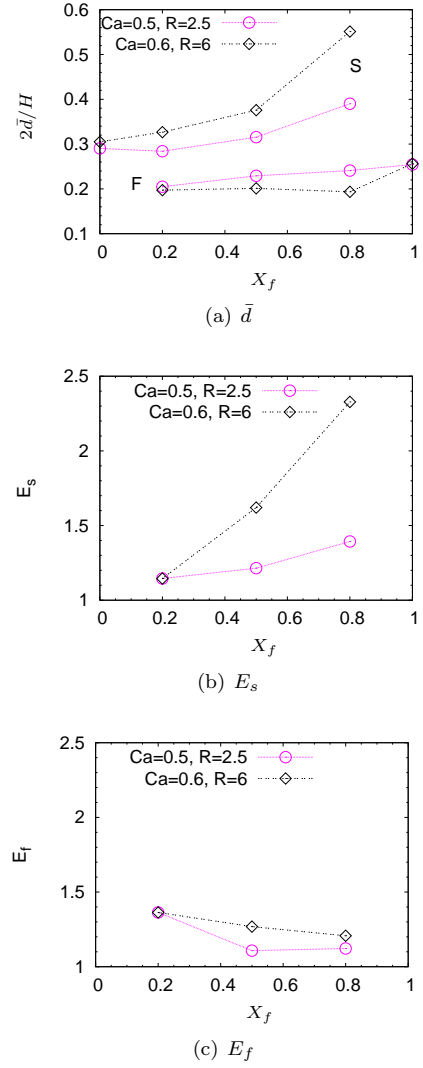 0.6
0.5
0.4
0.3
0.2
0.1
2d̄/H
Ca=0.5, R=2.5
Ca=0.6, R=6
S
F
0 0.2 0.4 0.6 0.8 1
X_f
(a) d̄
2.5
2
1.5
1
E_s
Ca=0.5, R=2.5
Ca=0.6, R=6
0 0.2 0.4 0.6 0.8 1
X_f
(b) E_s
2.5
2
1.5
1
E_f
Ca=0.5, R=2.5
Ca=0.6, R=6
0 0.2 0.4 0.6 0.8 1
X_f
(c) E_f